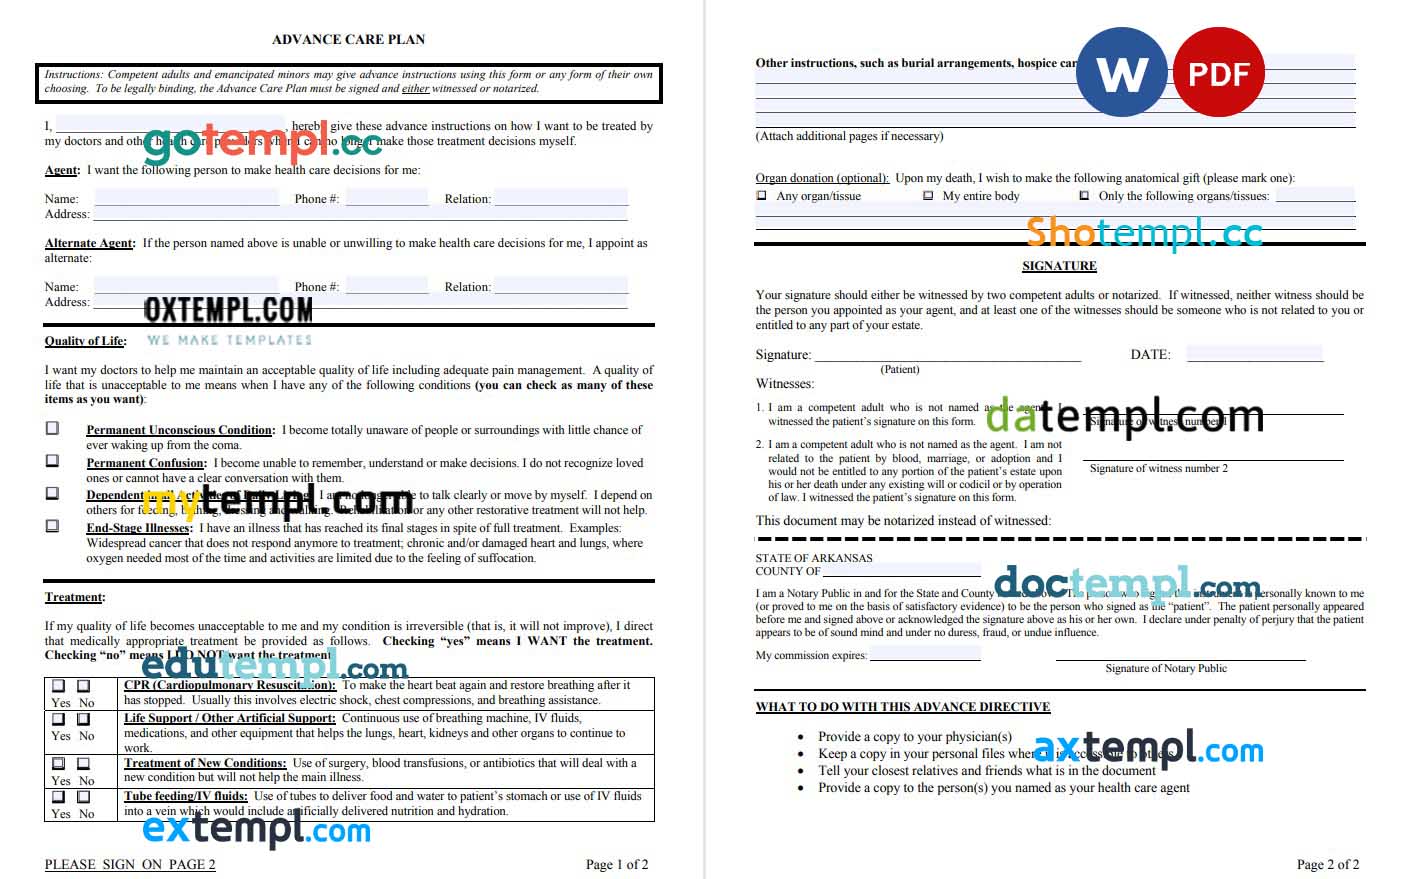 ADVANCE CARE PLAN
Instructions: Competent adults and emancipated minors may give advance instructions using this form or any form of their own
choosing. To be legally binding, the Advance Care Plan must be signed and either witnessed or notarized.
I, , hereby give these advance instructions on how I want to be treated by
my doctors and other health care providers when I can no longer make those treatment decisions myself.
gotempl.cc
Agent: I want the following person to make health care decisions for me:
Name: Phone #: Relation:
Address:
Alternate Agent: If the person named above is unable or unwilling to make health care decisions for me, I appoint as
alternate:
Name: Phone #: Relation:
Address:
OXTEMPL.COM
WE MAKE TEMPLATES
Quality of Life:
I want my doctors to help me maintain an acceptable quality of life including adequate pain management. A quality of
life that is unacceptable to me means when I have any of the following conditions (you can check as many of these
items as you want):
Permanent Unconscious Condition: I become totally unaware of people or surroundings with little chance of
ever waking up from the coma.
Permanent Confusion: I become unable to remember, understand or make decisions. I do not recognize loved
ones or cannot have a clear conversation with them.
Dependent in all Activities of Daily Living: I am no longer able to talk clearly or move by myself. I depend on
others for feeding, bathing, dressing and walking. Rehabilitation or any other restorative treatment will not help.
mytempl.com
End-Stage Illnesses: I have an illness that has reached its final stages in spite of full treatment. Examples:
Widespread cancer that does not respond anymore to treatment; chronic and/or damaged heart and lungs, where
oxygen needed most of the time and activities are limited due to the feeling of suffocation.
Treatment:
If my quality of life becomes unacceptable to me and my condition is irreversible (that is, it will not improve), I direct
that medically appropriate treatment be provided as follows. Checking “yes” means I WANT the treatment.
Checking “no” means I DO NOT want the treatment.
edutempl.com
Yes No CPR (Cardiopulmonary Resuscitation): To make the heart beat again and restore breathing after it
has stopped. Usually this involves electric shock, chest compressions, and breathing assistance.
Yes No Life Support / Other Artificial Support: Continuous use of breathing machine, IV fluids,
medications, and other equipment that helps the lungs, heart, kidneys and other organs to continue to
work.
Yes No Treatment of New Conditions: Use of surgery, blood transfusions, or antibiotics that will deal with a
new condition but will not help the main illness.
Yes No Tube feeding/IV fluids: Use of tubes to deliver food and water to patient’s stomach or use of IV fluids
into a vein which would include artificially delivered nutrition and hydration.
extempl.com
PLEASE SIGN ON PAGE 2 Page 1 of 2
W PDF
Other instructions, such as burial arrangements, hospice car
(Attach additional pages if necessary)
Organ donation (optional): Upon my death, I wish to make the following anatomical gift (please mark one):
Any organ/tissue My entire body Only the following organs/tissues:
Shotempl.cc
SIGNATURE
Your signature should either be witnessed by two competent adults or notarized. If witnessed, neither witness should be
the person you appointed as your agent, and at least one of the witnesses should be someone who is not related to you or
entitled to any part of your estate.
Signature: DATE:
(Patient)
Witnesses:
1. I am a competent adult who is not named as the agent. I
witnessed the patient’s signature on this form.
Signature of witness number 1
datempl.com
2. I am a competent adult who is not named as the agent. I am not
related to the patient by blood, marriage, or adoption and I
would not be entitled to any portion of the patient’s estate upon
his or her death under any existing will or codicil or by operation
of law. I witnessed the patient’s signature on this form.
Signature of witness number 2
This document may be notarized instead of witnessed:
STATE OF ARKANSAS
COUNTY OF
doctempl.com
I am a Notary Public in and for the State and County personally known to me
(or proved to me on the basis of satisfactory evidence) to be the person who signed as the “patient”. The patient personally appeared
before me and signed above or acknowledged the signature above as his or her own. I declare under penalty of perjury that the patient
appears to be of sound mind and under no duress, fraud, or undue influence.
My commission expires:
Signature of Notary Public
WHAT TO DO WITH THIS ADVANCE DIRECTIVE
• Provide a copy to your physician(s)
• Keep a copy in your personal files where it is accessible to others
• Tell your closest relatives and friends what is in the document
• Provide a copy to the person(s) you named as your health care agent
axtempl.com
Page 2 of 2